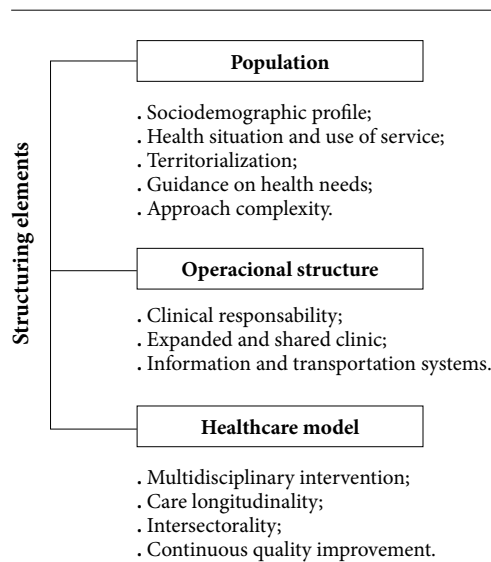 Structuring elements
Population
. Sociodemographic profile;
. Health situation and use of service;
. Territorialization;
. Guidance on health needs;
. Approach complexity.
Operacional structure
. Clinical responsability;
. Expanded and shared clinic;
. Information and transportation systems.
Healthcare model
. Multidisciplinary intervention;
. Care longitudinality;
. Intersectorality;
. Continuous quality improvement.